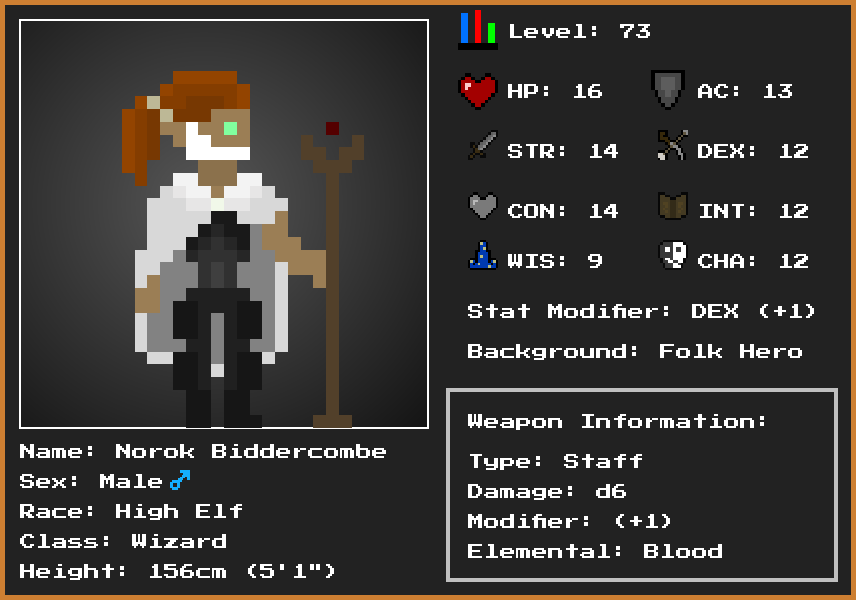 Level: 73
HP: 16 AC: 13
STR: 14 DEX: 12
CON: 14 INT: 12
WIS: 9 CHA: 12
Stat Modifier: DEX (+1)
Background: Folk Hero
Weapon Information:
Type: Staff
Damage: d6
Modifier: (+1)
Elemental: Blood
Name: Norok Biddercombe
Sex: Male ♂
Race: High Elf
Class: Wizard
Height: 156cm (5'1")